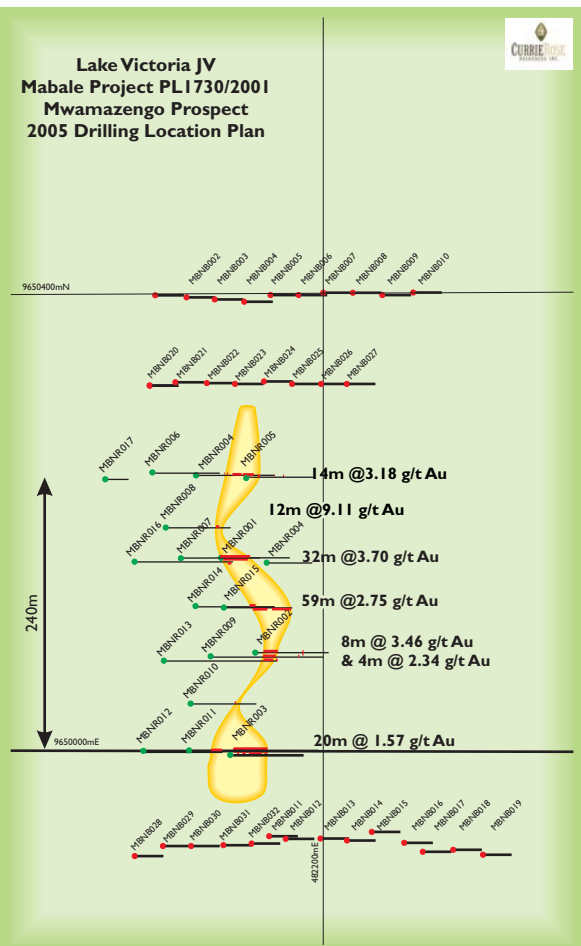 Lake Victoria JV
Mabale Project PL1730/2001
Mwamazengo Prospect
2005 Drilling Location Plan
CURRIE ROSE
RESOURCES INC.
MBNB002
MBNB003
MBNB004
MBNB005
MBNB006
MBNB007
MBNB008
MBNB009
MBNB010
9650400mN
MBNB020
MBNB021
MBNB022
MBNB023
MBNB024
MBNB025
MBNB026
MBNB027
MBNR017
MBNR006
MBNR004
MBNR005
14m @3.18 g/t Au
MBNR008
12m @9.11 g/t Au
MBNR016
MBNR007
MBNR001
MBNR004
32m @3.70 g/t Au
MBNR014
MBNR015
59m @2.75 g/t Au
240m
MBNR013
MBNR009
MBNR002
8m @ 3.46 g/t Au
& 4m @ 2.34 g/t Au
MBNR010
MBNR012
MBNR011
MBNR003
9650000mE
20m @ 1.57 g/t Au
MBNB028
MBNB029
MBNB030
MBNB031
MBNB032
MBNB011
MBNB012
MBNB013
MBNB014
MBNB015
MBNB016
MBNB017
MBNB018
MBNB019
482200mE